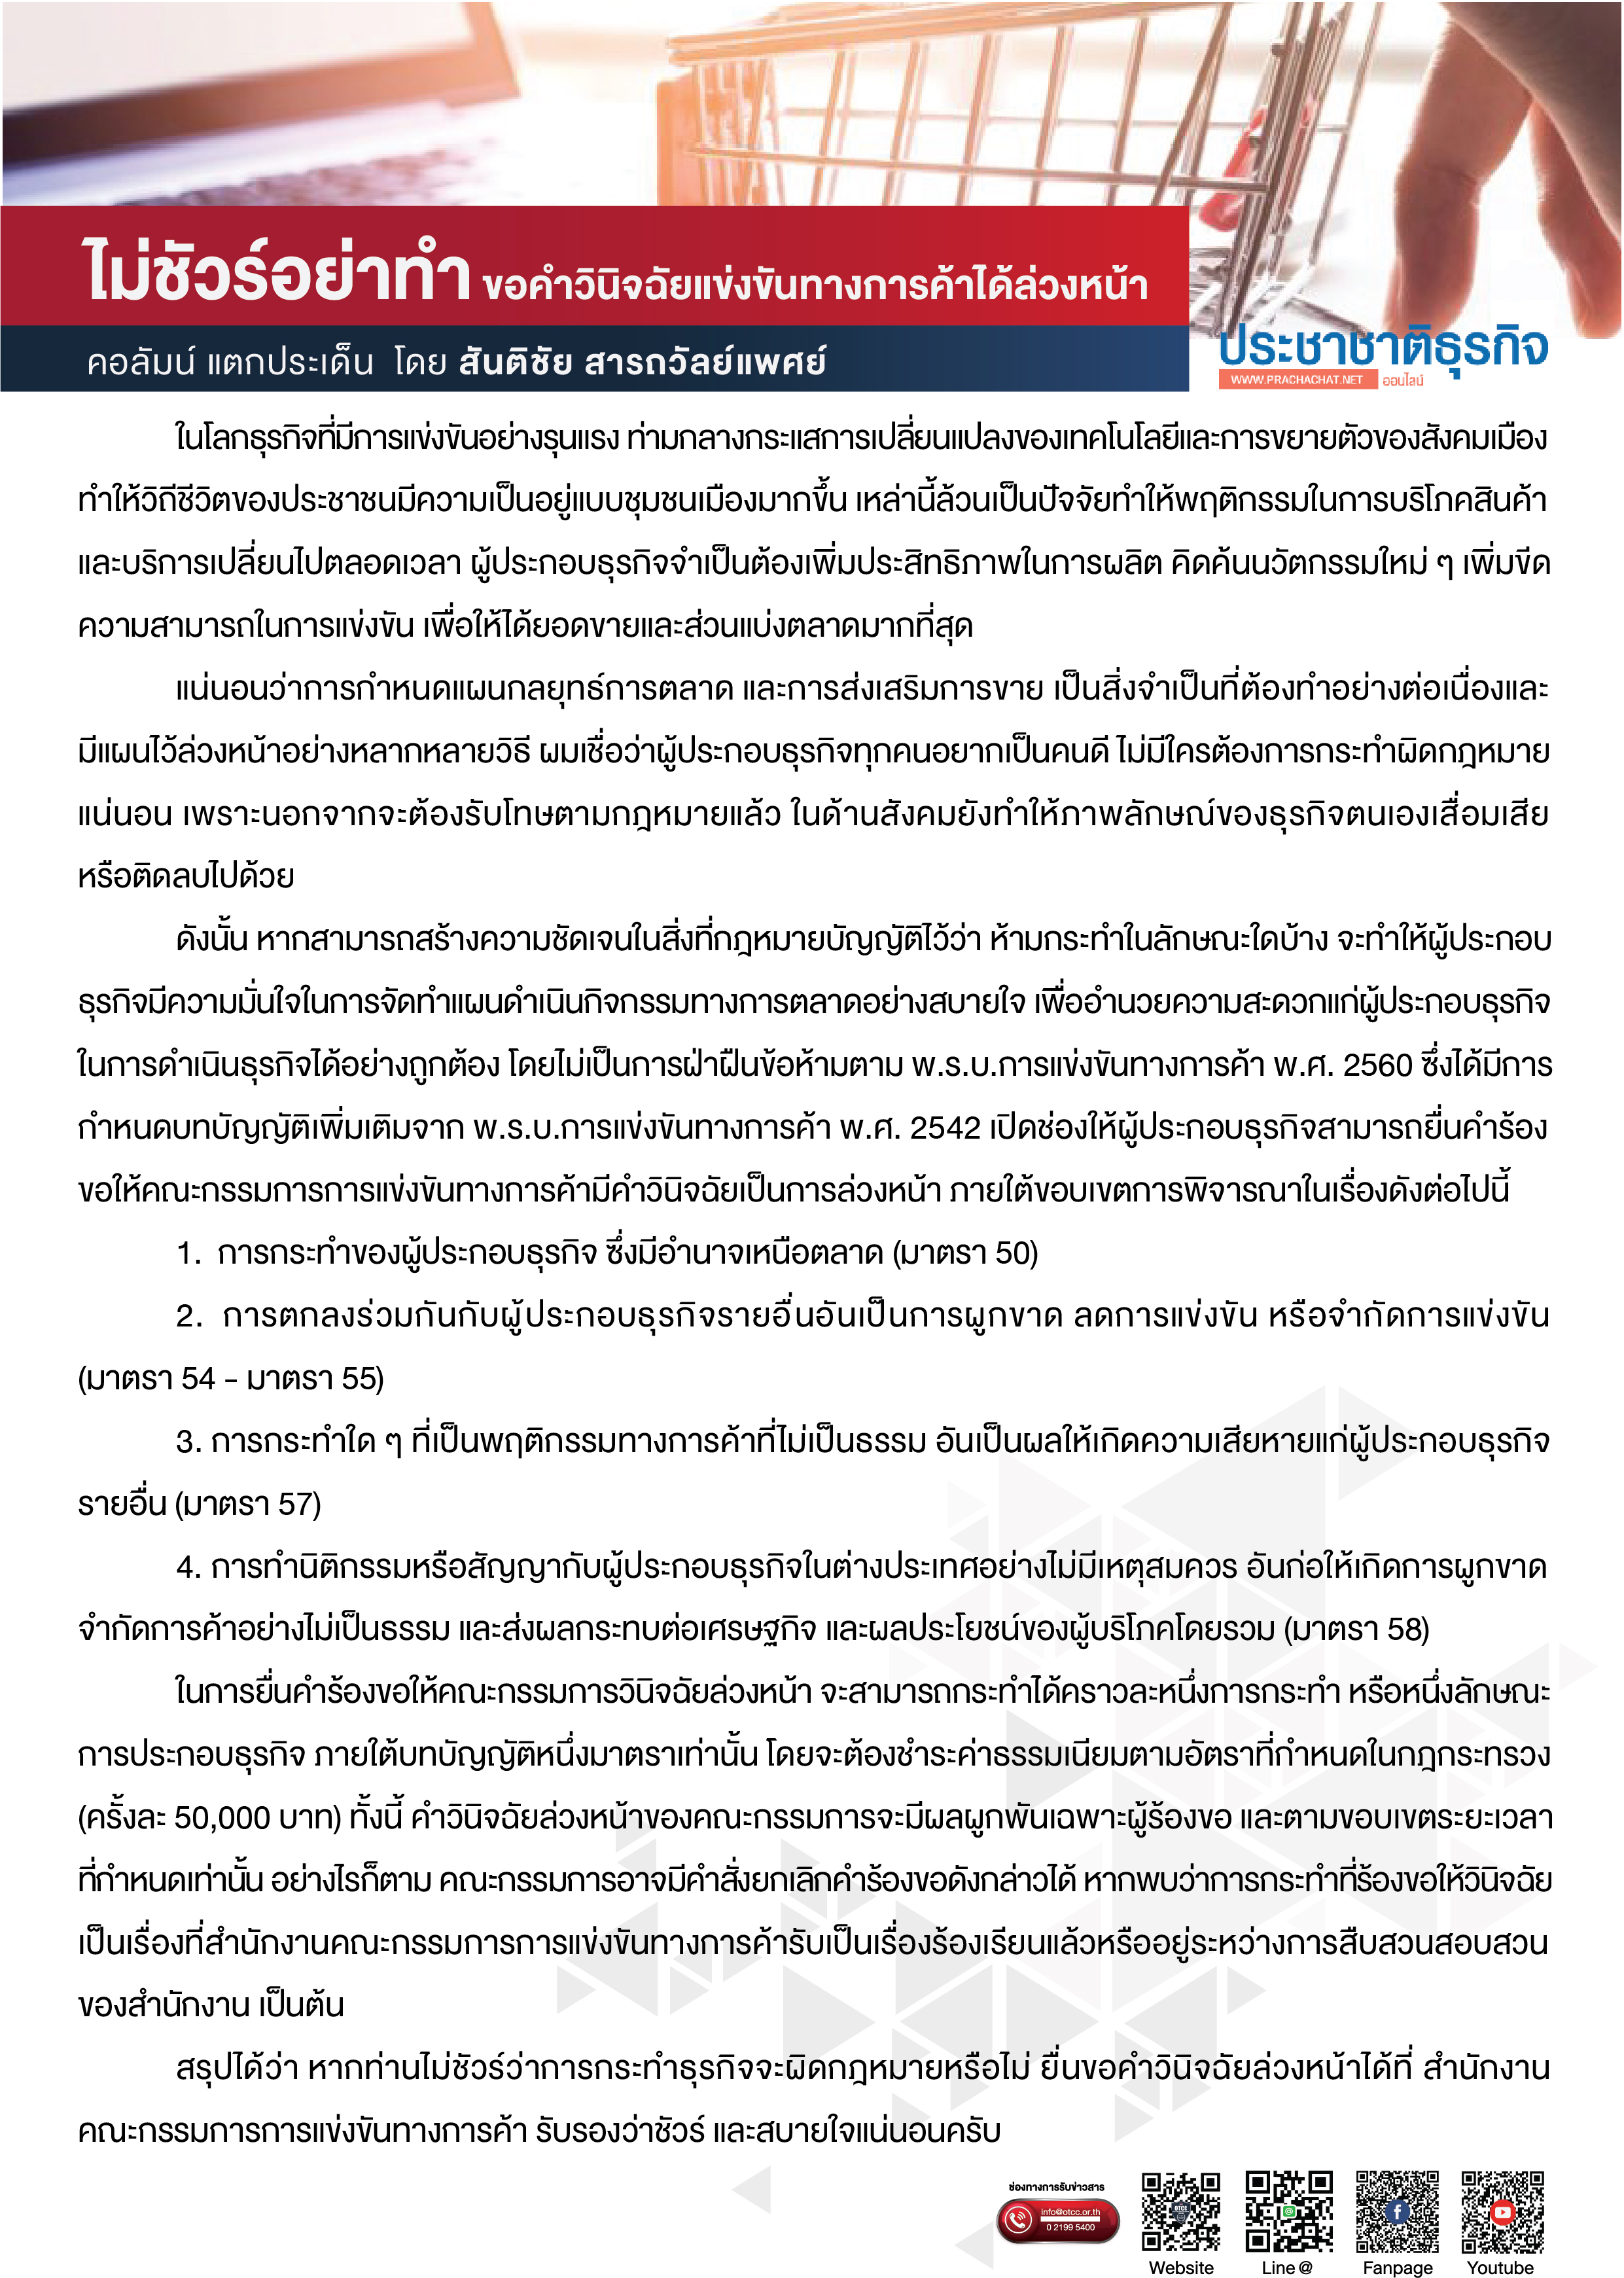 ไม่ชัวร์อย่าทำ ขอคำวินิจฉัยแข่งขันทางการค้าได้ล่วงหน้า
คอลัมน์ แตกประเด็น โดย สันติชัย สารถวัลย์แพศย์
ประชาชาติธุรกิจ
WWW.PRACHACHAT.NET ออนไลน์
ในโลกธุรกิจที่มีการแข่งขันอย่างรุนแรง ท่ามกลางกระแสการเปลี่ยนแปลงของเทคโนโลยีและการขยายตัวของสังคมเมือง
ทำให้วิถีชีวิตของประชาชนมีความเป็นอยู่แบบชุมชนเมืองมากขึ้น เหล่านี้ล้วนเป็นปัจจัยทำให้พฤติกรรมในการบริโภคสินค้า
และบริการเปลี่ยนไปตลอดเวลา ผู้ประกอบธุรกิจจำเป็นต้องเพิ่มประสิทธิภาพในการผลิต คิดค้นนวัตกรรมใหม่ ๆ เพิ่มขีด
ความสามารถในการแข่งขัน เพื่อให้ได้ยอดขายและส่วนแบ่งตลาดมากที่สุด
แน่นอนว่าการกำหนดแผนกลยุทธ์การตลาด และการส่งเสริมการขาย เป็นสิ่งจำเป็นที่ต้องทำอย่างต่อเนื่องและ
มีแผนไว้ล่วงหน้าอย่างหลากหลายวิธี ผมเชื่อว่าผู้ประกอบธุรกิจทุกคนอยากเป็นคนดี ไม่มีใครต้องการกระทำผิดกฎหมาย
แน่นอน เพราะนอกจากจะต้องรับโทษตามกฎหมายแล้ว ในด้านสังคมยังทำให้ภาพลักษณ์ของธุรกิจตนเองเสื่อมเสีย
หรือติดลบไปด้วย
ดังนั้น หากสามารถสร้างความชัดเจนในสิ่งที่กฎหมายบัญญัติไว้ว่า ห้ามกระทำในลักษณะใดบ้าง จะทำให้ผู้ประกอบ
ธุรกิจมีความมั่นใจในการจัดทำแผนดำเนินกิจกรรมทางการตลาดอย่างสบายใจ เพื่ออำนวยความสะดวกแก่ผู้ประกอบธุรกิจ
ในการดำเนินธุรกิจได้อย่างถูกต้อง โดยไม่เป็นการฝ่าฝืนข้อห้ามตาม พ.ร.บ.การแข่งขันทางการค้า พ.ศ. 2560 ซึ่งได้มีการ
กำหนดบทบัญญัติเพิ่มเติมจาก พ.ร.บ.การแข่งขันทางการค้า พ.ศ. 2542 เปิดช่องให้ผู้ประกอบธุรกิจสามารถยื่นคำร้อง
ขอให้คณะกรรมการการแข่งขันทางการค้ามีคำวินิจฉัยเป็นการล่วงหน้า ภายใต้ขอบเขตการพิจารณาในเรื่องดังต่อไปนี้
1. การกระทำของผู้ประกอบธุรกิจ ซึ่งมีอำนาจเหนือตลาด (มาตรา 50)
2. การตกลงร่วมกันกับผู้ประกอบธุรกิจรายอื่นอันเป็นการผูกขาด ลดการแข่งขัน หรือจำกัดการแข่งขัน
(มาตรา 54 - มาตรา 55)
3. การกระทำใด ๆ ที่เป็นพฤติกรรมทางการค้าที่ไม่เป็นธรรม อันเป็นผลให้เกิดความเสียหายแก่ผู้ประกอบธุรกิจ
รายอื่น (มาตรา 57)
4. การทำนิติกรรมหรือสัญญากับผู้ประกอบธุรกิจในต่างประเทศอย่างไม่มีเหตุสมควร อันก่อให้เกิดการผูกขาด
จำกัดการค้าอย่างไม่เป็นธรรม และส่งผลกระทบต่อเศรษฐกิจ และผลประโยชน์ของผู้บริโภคโดยรวม (มาตรา 58)
ในการยื่นคำร้องขอให้คณะกรรมการวินิจฉัยล่วงหน้า จะสามารถกระทำได้คราวละหนึ่งการกระทำ หรือหนึ่งลักษณะ
การประกอบธุรกิจ ภายใต้บทบัญญัติหนึ่งมาตราเท่านั้น โดยจะต้องชำระค่าธรรมเนียมตามอัตราที่กำหนดในกฎกระทรวง
(ครั้งละ 50,000 บาท) ทั้งนี้ คำวินิจฉัยล่วงหน้าของคณะกรรมการจะมีผลผูกพันเฉพาะผู้ร้องขอ และตามขอบเขตระยะเวลา
ที่กำหนดเท่านั้น อย่างไรก็ตาม คณะกรรมการอาจมีคำสั่งยกเลิกคำร้องขอดังกล่าวได้ หากพบว่าการกระทำที่ร้องขอให้วินิจฉัย
เป็นเรื่องที่สำนักงานคณะกรรมการการแข่งขันทางการค้ารับเป็นเรื่องร้องเรียนแล้วหรืออยู่ระหว่างการสืบสวนสอบสวน
ของสำนักงาน เป็นต้น
สรุปได้ว่า หากท่านไม่ชัวร์ว่าการกระทำธุรกิจจะผิดกฎหมายหรือไม่ ยื่นขอคำวินิจฉัยล่วงหน้าได้ที่ สำนักงาน
คณะกรรมการการแข่งขันทางการค้า รับรองว่าชัวร์ และสบายใจแน่นอนครับ
ช่องทางการรับข่าวสาร
info@otcc.or.th
0 2199 5400
Website Line@ Fanpage Youtube